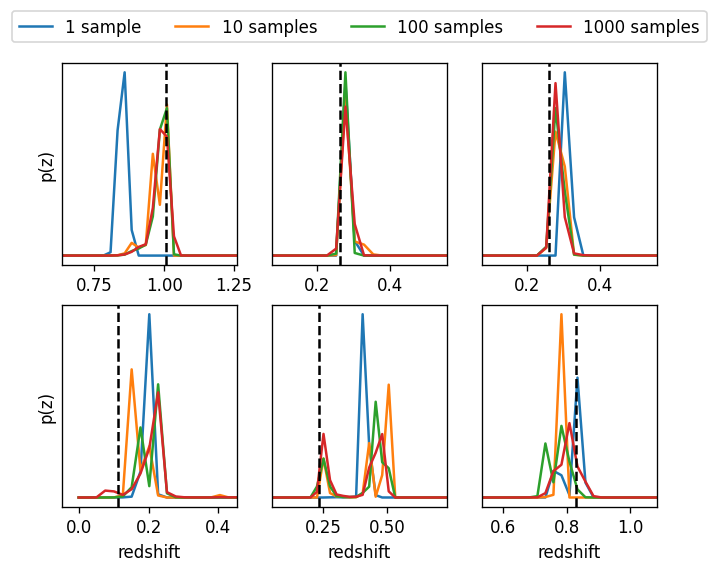 1 sample 10 samples 100 samples 1000 samples
p(z)
0.75 1.00 1.25 0.2 0.4 0.2 0.4
p(z)
0.0 0.2 0.4 0.25 0.50 0.6 0.8 1.0
redshift redshift redshift